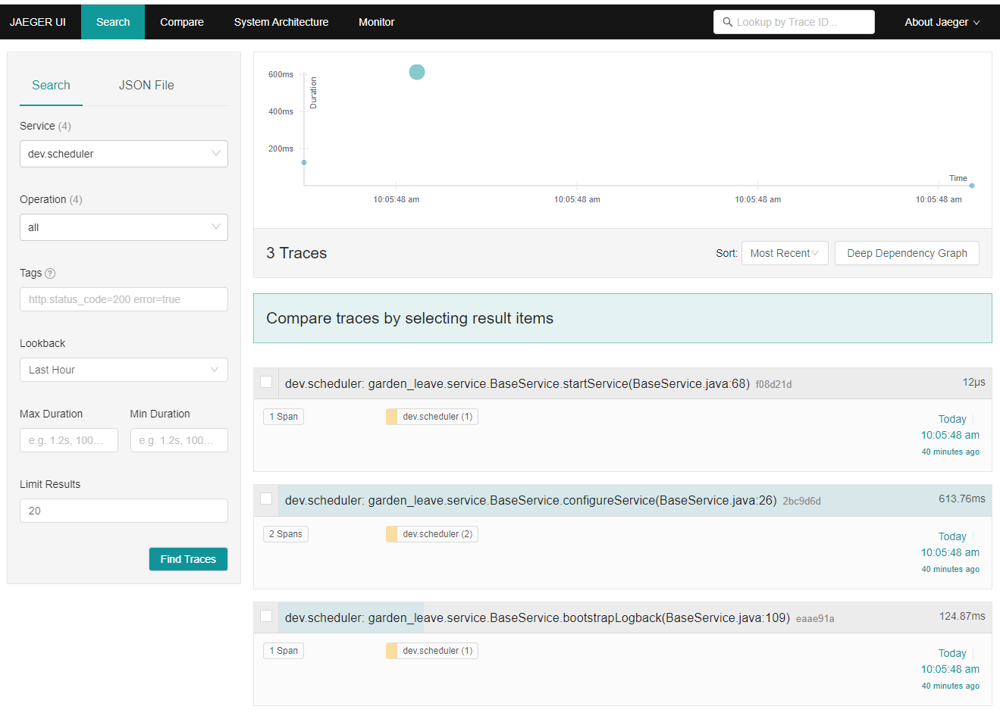 JAEGER UI
Search
Compare
System Architecture
Monitor
Lookup by Trace ID...
About Jaeger
Search
JSON File
Service (4)
dev.scheduler
Operation (4)
all
Tags
http.status_code=200 error=true
Lookback
Last Hour
Max Duration
Min Duration
e.g. 1.2s, 100...
e.g. 1.2s, 100...
Limit Results
20
Find Traces
600ms
400ms
200ms
Duration
Time
10:05:48 am
10:05:48 am
10:05:48 am
10:05:48 am
3 Traces
Sort:
Most Recent
Deep Dependency Graph
Compare traces by selecting result items
dev.scheduler: garden_leave.service.BaseService.startService(BaseService.java:68) f08d21d
12μs
1 Span
dev.scheduler (1)
Today
10:05:48 am
40 minutes ago
dev.scheduler: garden_leave.service.BaseService.configureService(BaseService.java:26) 2bc9d6d
613.76ms
2 Spans
dev.scheduler (2)
Today
10:05:48 am
40 minutes ago
dev.scheduler: garden_leave.service.BaseService.bootstrapLogback(BaseService.java:109) eaae91a
124.87ms
1 Span
dev.scheduler (1)
Today
10:05:48 am
40 minutes ago